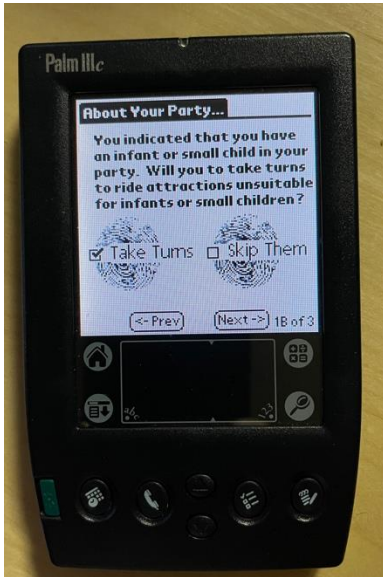 Palm IIIc
About Your Party...
You indicated that you have
an infant or small child in your
party. Will you to take turns
to ride attractions unsuitable
for infants or small children?
Take Turns Skip Them
<- Prev Next -> 1B of 3
abc 123